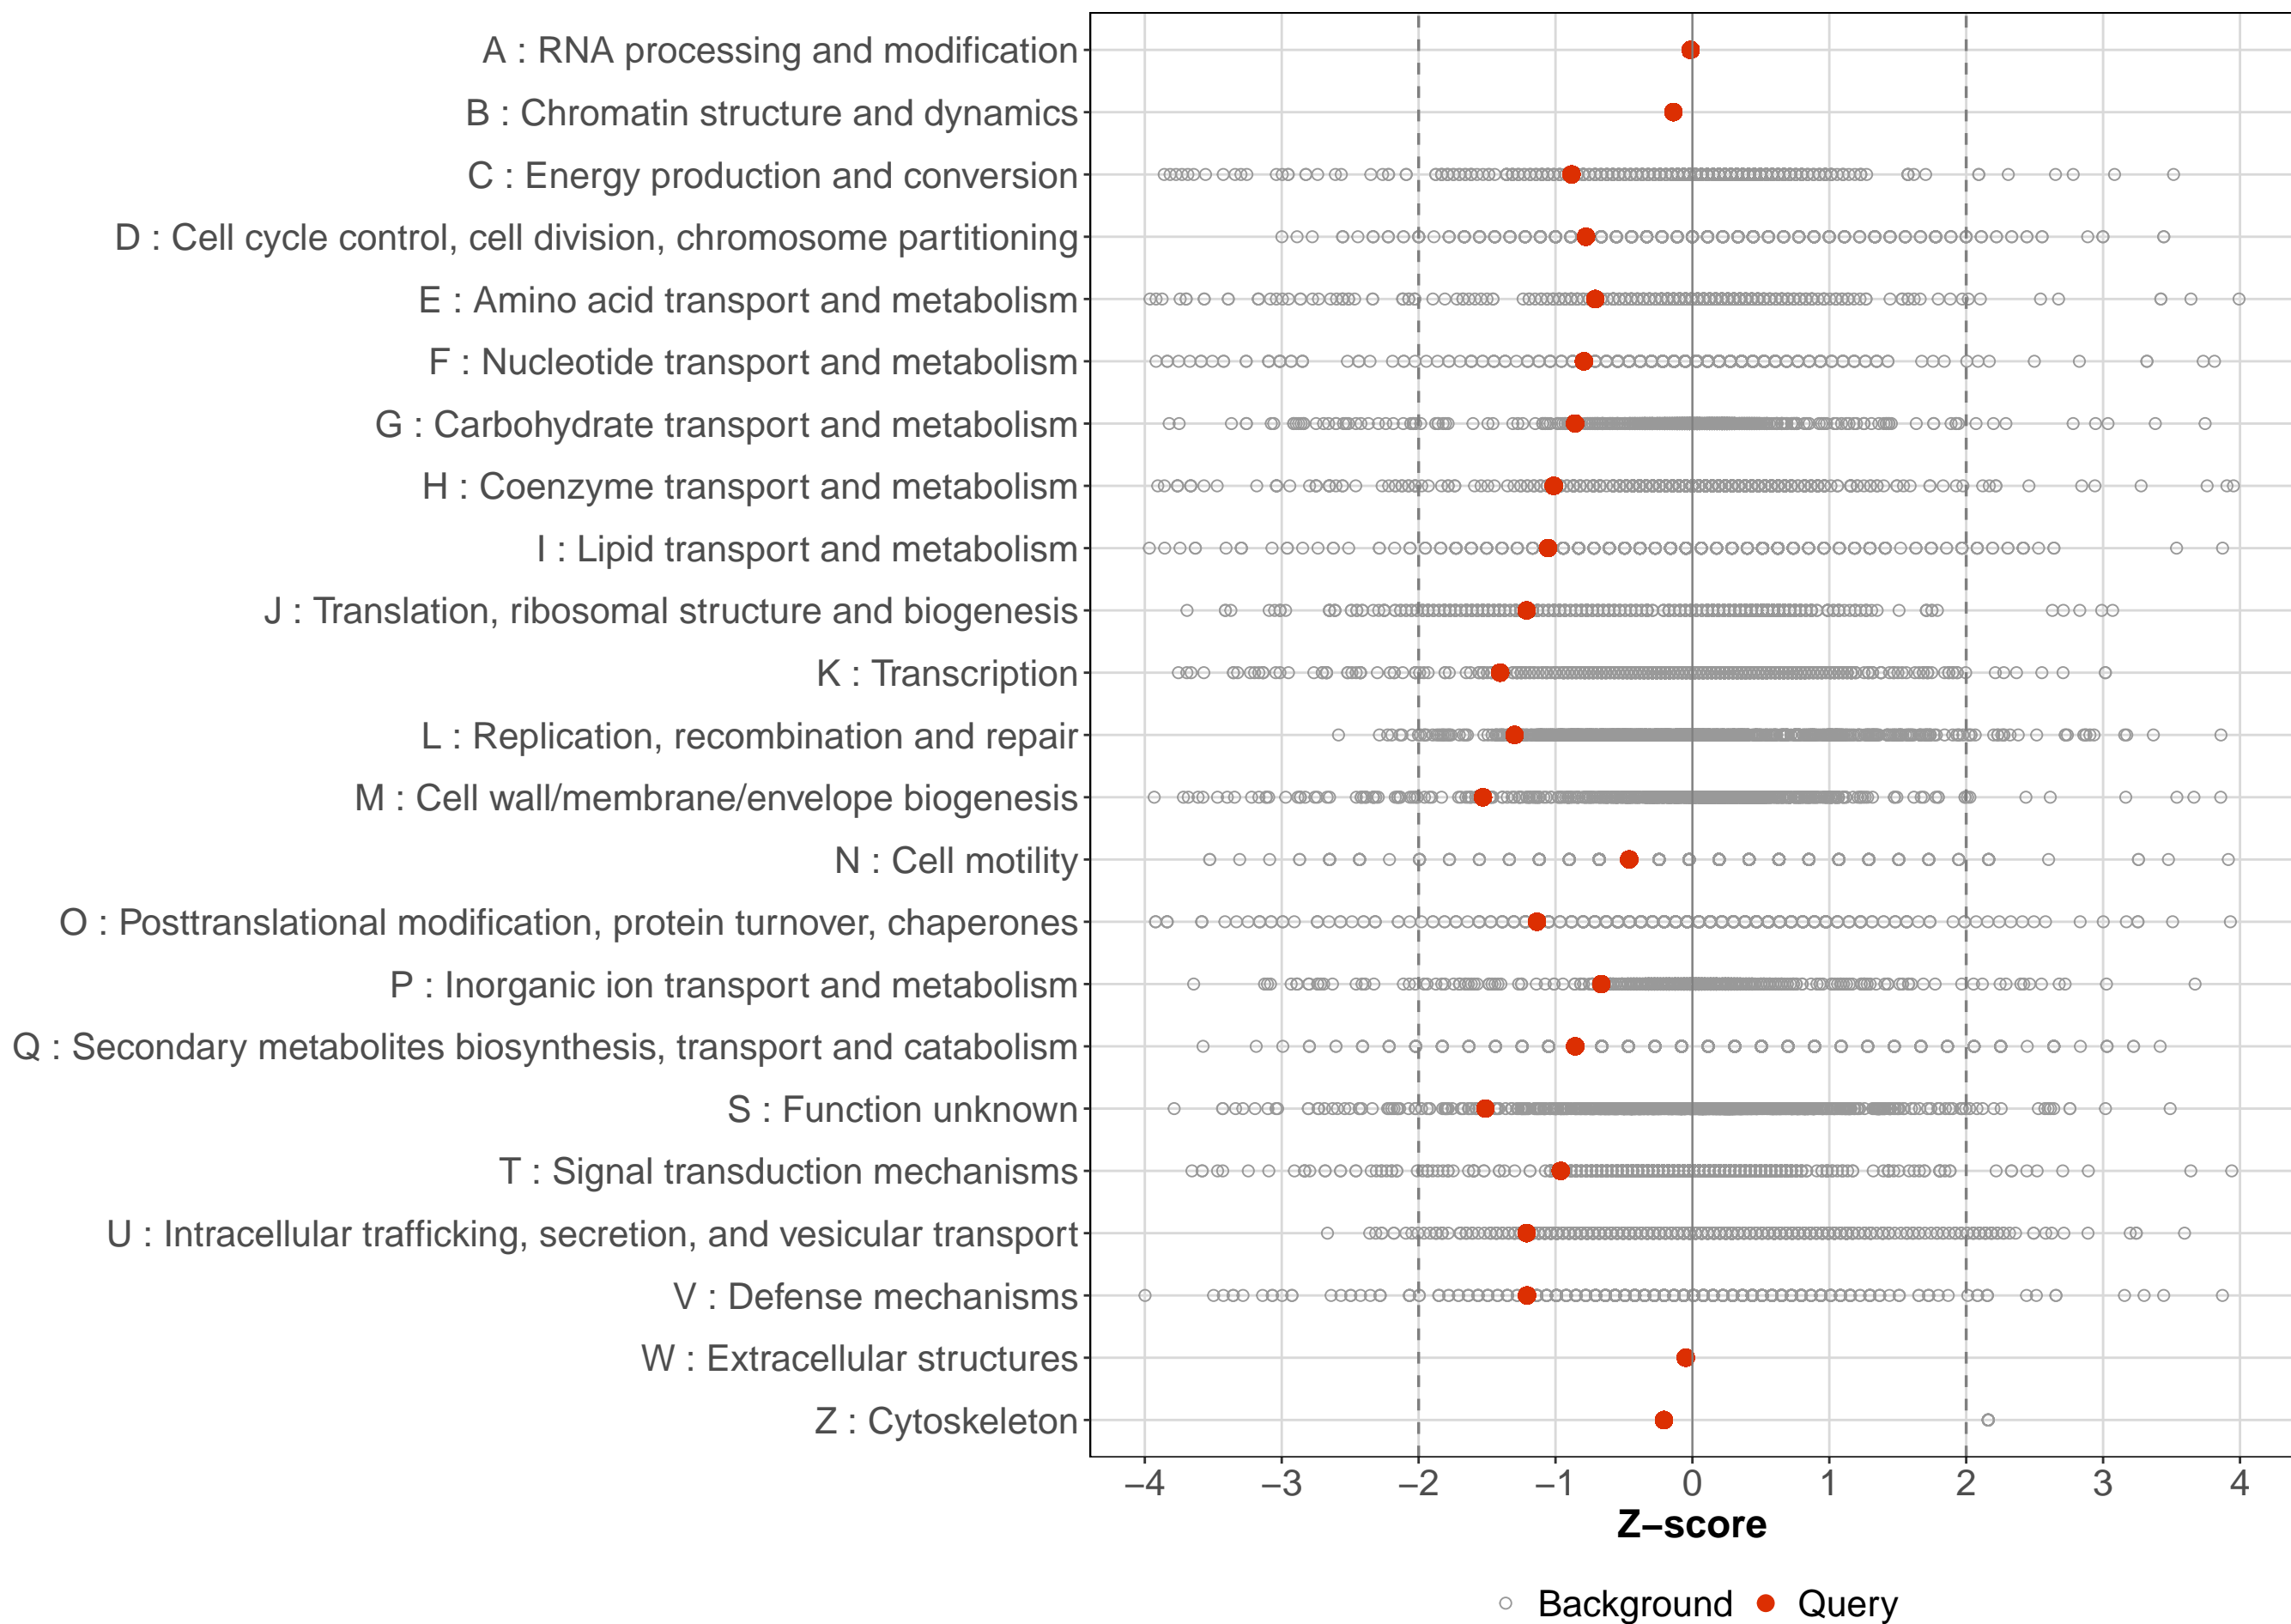 A : RNA processing and modification
B : Chromatin structure and dynamics
C : Energy production and conversion
D : Cell cycle control, cell division, chromosome partitioning
E : Amino acid transport and metabolism
F : Nucleotide transport and metabolism
G : Carbohydrate transport and metabolism
H : Coenzyme transport and metabolism
I : Lipid transport and metabolism
J : Translation, ribosomal structure and biogenesis
K : Transcription
L : Replication, recombination and repair
M : Cell wall/membrane/envelope biogenesis
N : Cell motility
O : Posttranslational modification, protein turnover, chaperones
P : Inorganic ion transport and metabolism
Q : Secondary metabolites biosynthesis, transport and catabolism
S : Function unknown
T : Signal transduction mechanisms
U : Intracellular trafficking, secretion, and vesicular transport
V : Defense mechanisms
W : Extracellular structures
Z : Cytoskeleton
−4 −3 −2 −1 0 1 2 3 4
Z−score
Background Query